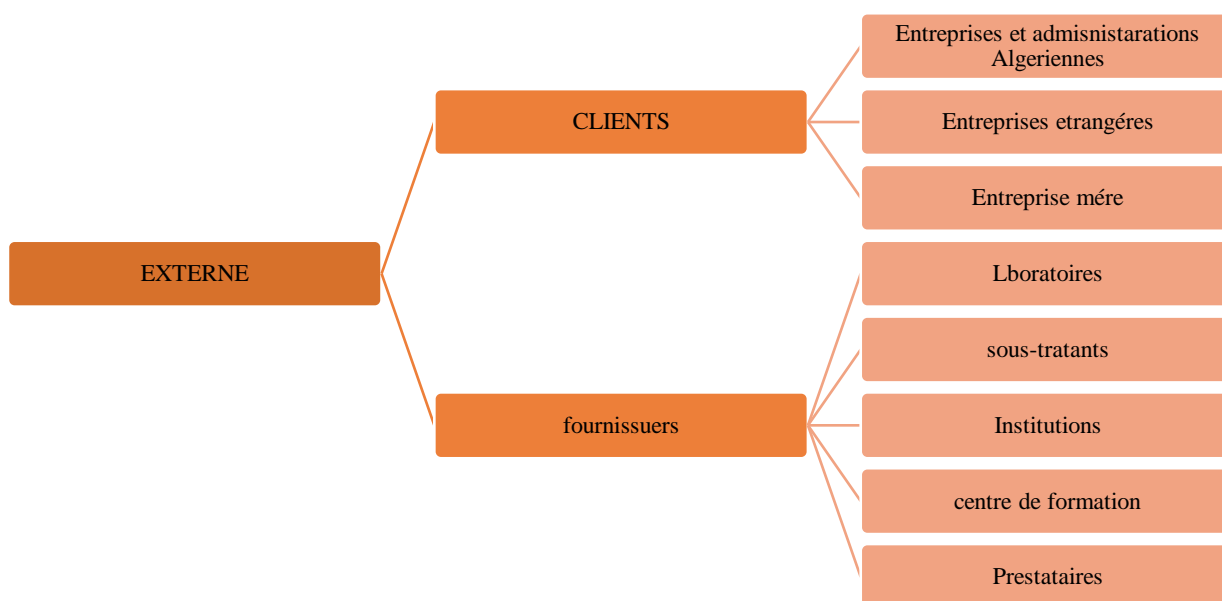 EXTERNE
CLIENTS
Entreprises et admisnistarations
Algeriennes
Entreprises etrangéres
Entreprise mére
fournissuers
Lboratoires
sous-tratants
Institutions
centre de formation
Prestataires